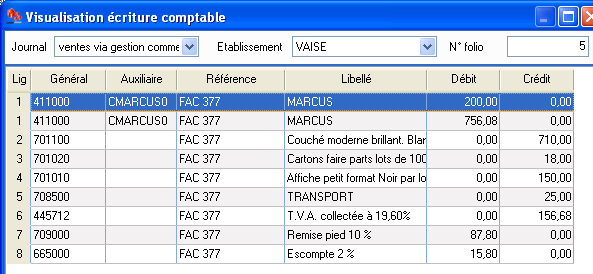 Visualisation écriture comptable
Journal ventes via gestion comme Etablissement VAISE N° folio 5
Lig Général Auxiliaire Référence Libellé Débit Crédit
1 411000 CMARCUS0 FAC 377 MARCUS 200,00 0,00
1 411000 CMARCUS0 FAC 377 MARCUS 756,08 0,00
2 701100 FAC 377 Couché moderne brillant. Blar 0,00 710,00
3 701020 FAC 377 Cartons faire parts lots de 100 0,00 18,00
4 701010 FAC 377 Affiche petit format Noir par lo 0,00 150,00
5 708500 FAC 377 TRANSPORT 0,00 25,00
6 445712 FAC 377 T.V.A. collectée à 19,60% 0,00 156,68
7 709000 FAC 377 Remise pied 10 % 87,80 0,00
8 665000 FAC 377 Escompte 2 % 15,80 0,00